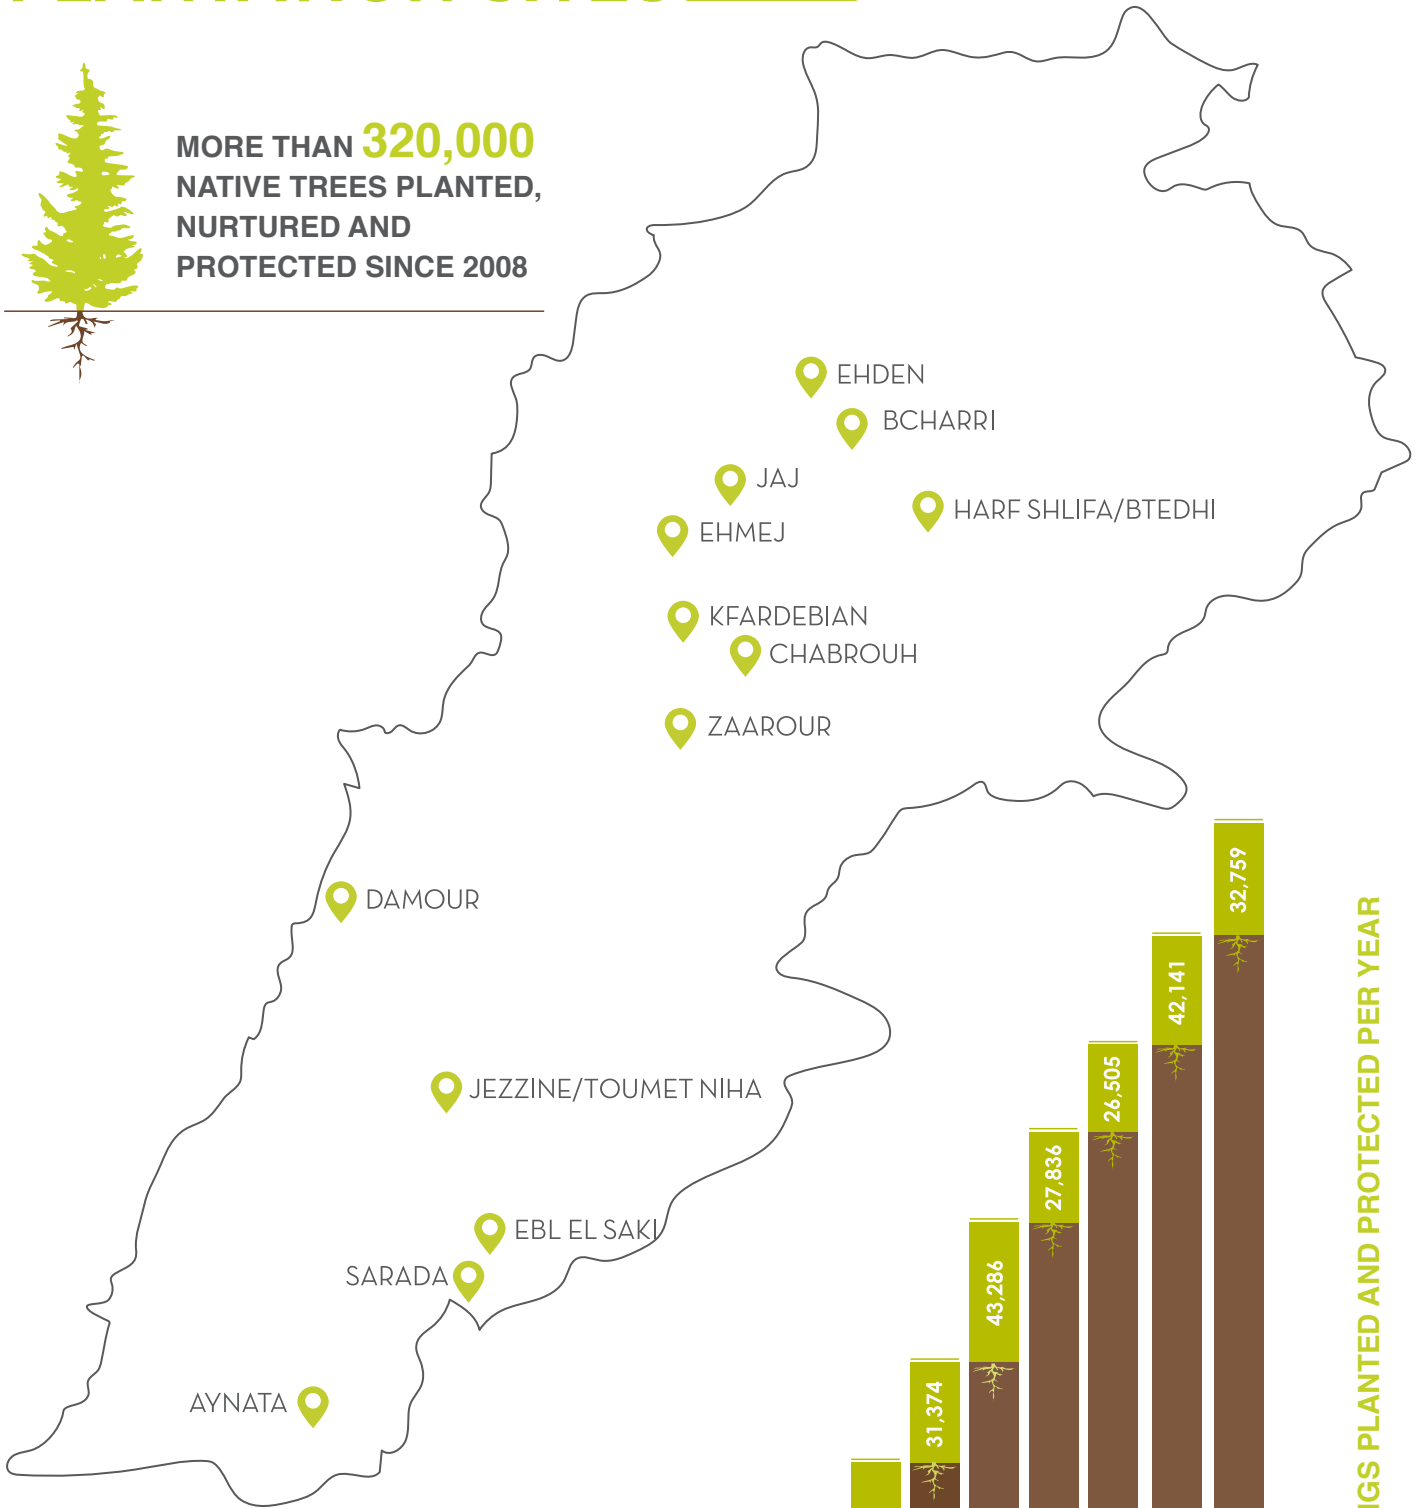 MORE THAN 320,000
NATIVE TREES PLANTED,
NURTURED AND
PROTECTED SINCE 2008
EHDEN
BCHARRI
JAJ
HARF SHLIFA/BTEDHI
EHMEJ
KFARDEBIAN
CHABROUH
ZAAROUR
DAMOUR
JEZZINE/TOUMET NIHA
EBL EL SAKI
SARADA
AYNATA
31,374
43,286
27,836
26,505
42,141
32,759
PLANTED AND PROTECTED PER YEAR